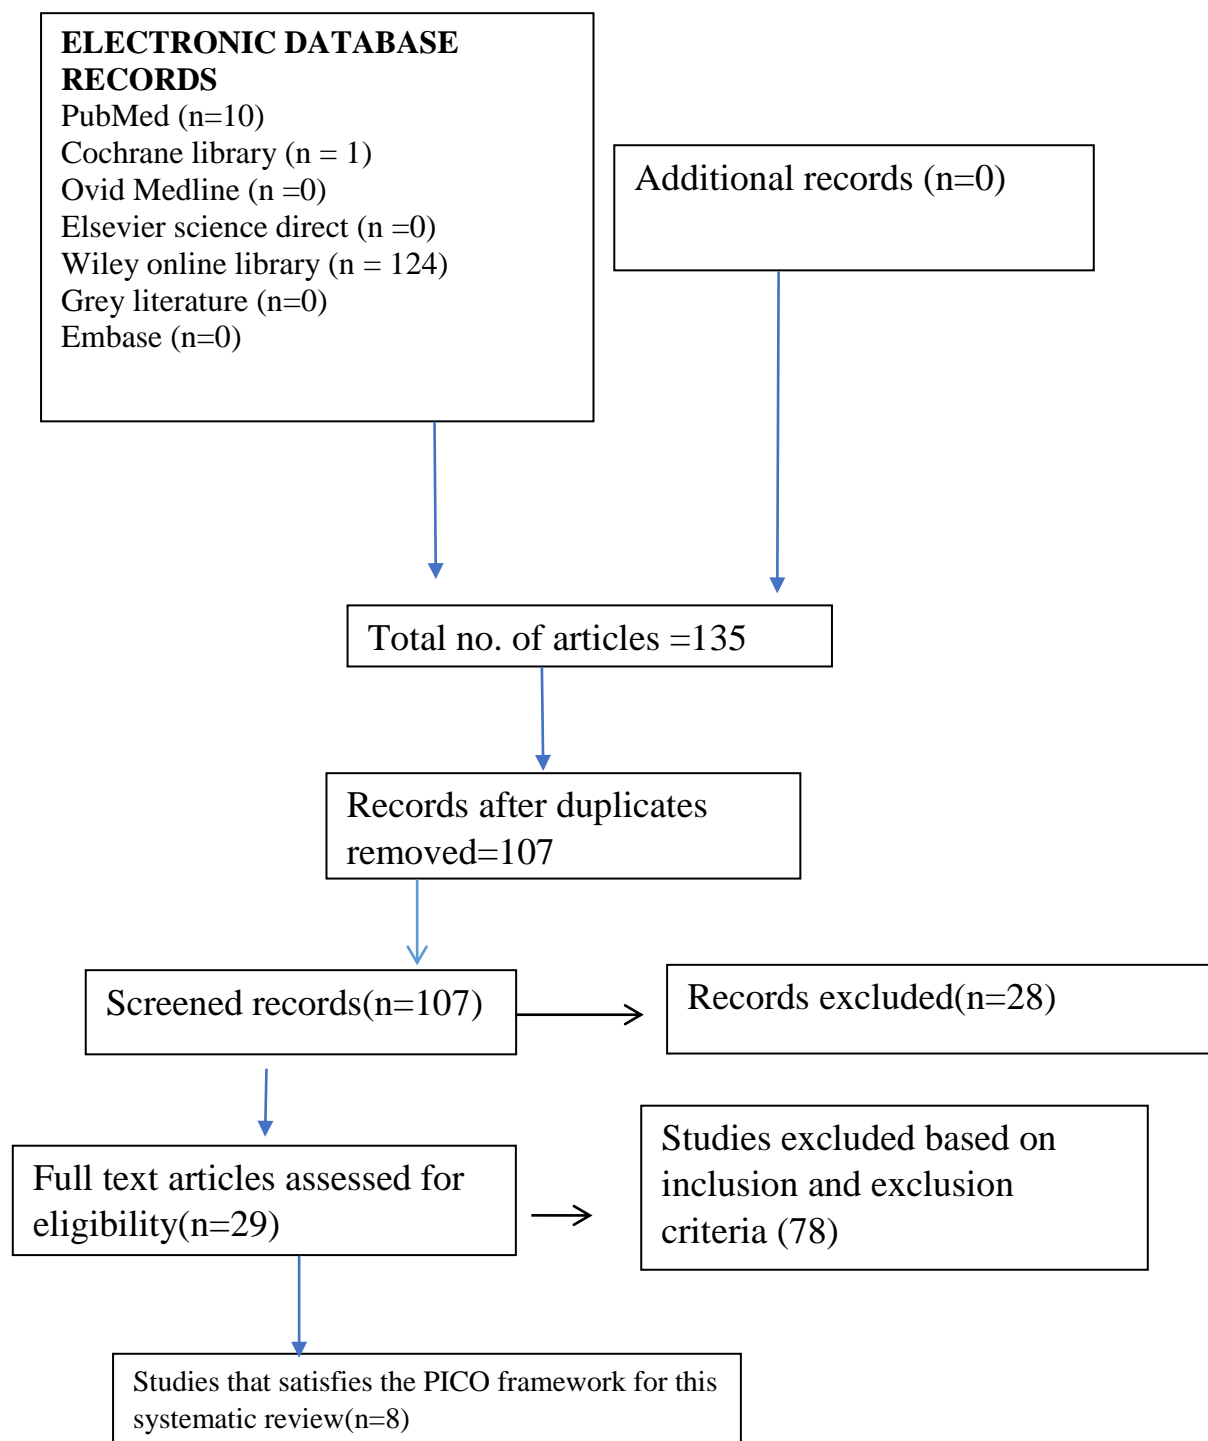 ELECTRONIC DATABASE
RECORDS
PubMed (n=10)
Cochrane library (n = 1)
Ovid Medline (n =0)
Elsevier science direct (n =0)
Wiley online library (n = 124)
Grey literature (n=0)
Embase (n=0)
Additional records (n=0)
Total no. of articles =135
Records after duplicates
removed=107
Screened records(n=107)
Records excluded(n=28)
Full text articles assessed for
eligibility(n=29)
Studies excluded based on
inclusion and exclusion
criteria (78)
Studies that satisfies the PICO framework for this
systematic review(n=8)